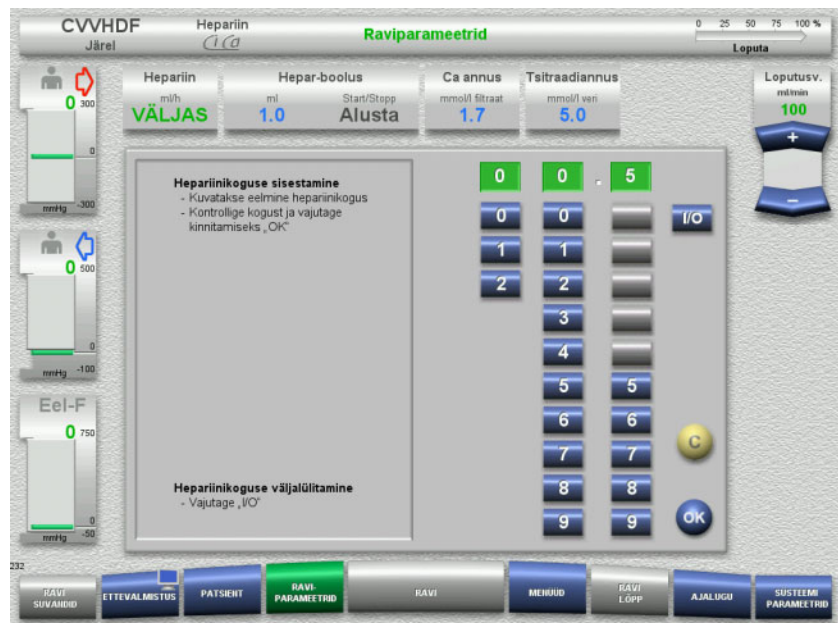 CVVHDF
Järel
Hepariin
Ci Ca
Raviparameetrid
0 25 50 75 100 %
Loputa
0 300
0
mmHg -300
Hepariin
ml/h
VÄLJAS
Hepar-boolus
ml
1.0
Start/Stopp
Alusta
Ca annus
mmol/l filtraat
1.7
Tsitraadiannus
mmol/l veri
5.0
Loputusv.
ml/min
100
+
–
Hepariinikoguse sisestamine
- Kuvatakse eelmine hepariinikogus
- Kontrollige kogust ja vajutage
kinnitamiseks „OK“
Hepariinikoguse väljalülitamine
- Vajutage „I/O“
0 0 . 5
0 0 I/O
1 1
2 2
3
4
5 5
6 6
7 7
C
8 8
9 9
OK
0 500
0
mmHg -100
Eel-F
0 750
0
mmHg -50
232
RAVI
SUVANDID
ETTEVALMISTUS
PATSIENT
RAVI-
PARAMEETRID
RAVI
MENÜÜD
RAVI
LÕPP
AJALUGU
SÜSTEEMI
PARAMEETRID